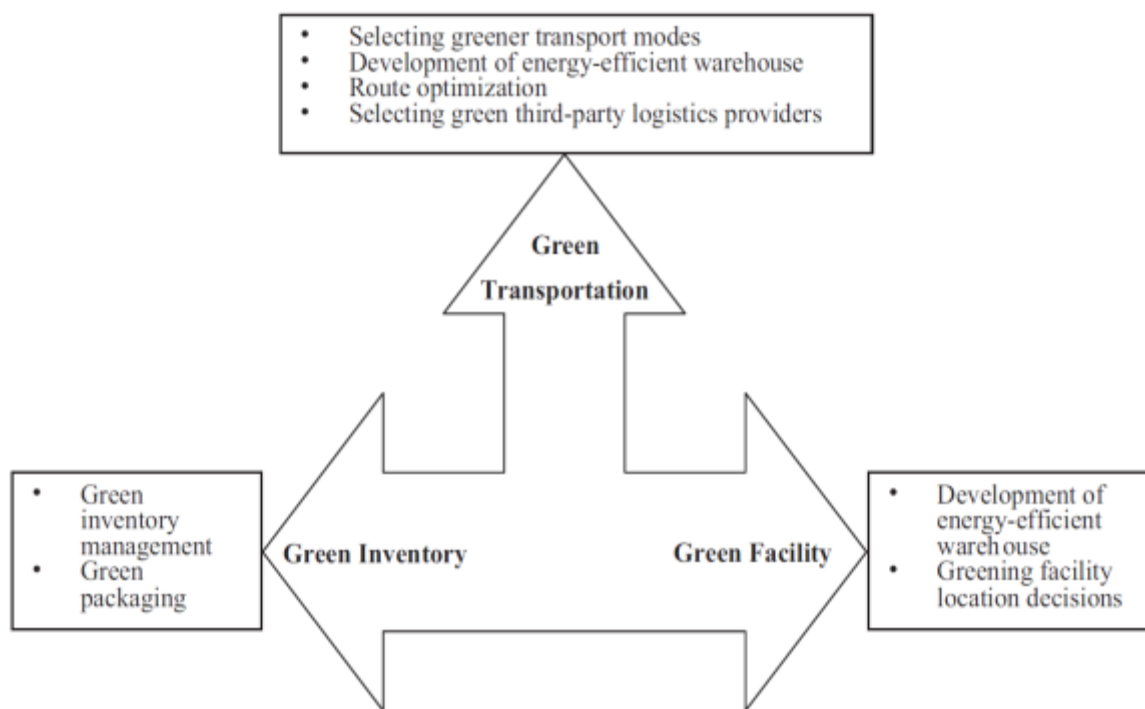 • Selecting greener transport modes
• Development of energy-efficient warehouse
• Route optimization
• Selecting green third-party logistics providers
Green
Transportation
• Green
inventory
management
• Green
packaging
Green Inventory
Green Facility
• Development of
energy-efficient
warehouse
• Greening facility
location decisions